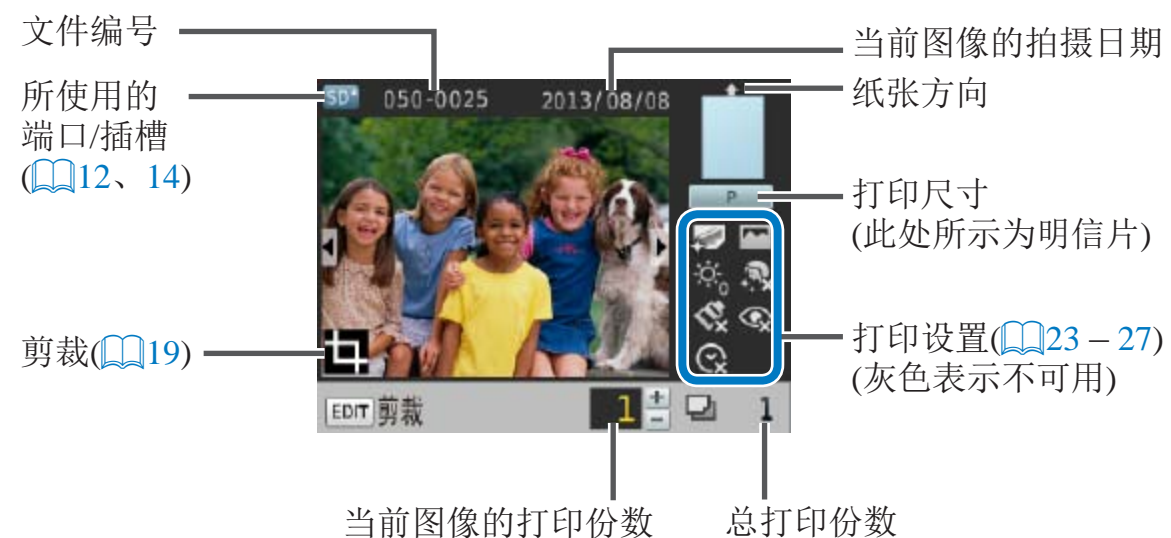 文件编号
所使用的
端口/插槽
(12、14)
剪裁(19)
SD
050-0025 2013/08/08
P
EDIT 剪裁
1 + −
1
当前图像的拍摄日期
纸张方向
打印尺寸
(此处所示为明信片)
打印设置(23 – 27)
(灰色表示不可用)
当前图像的打印份数
总打印份数